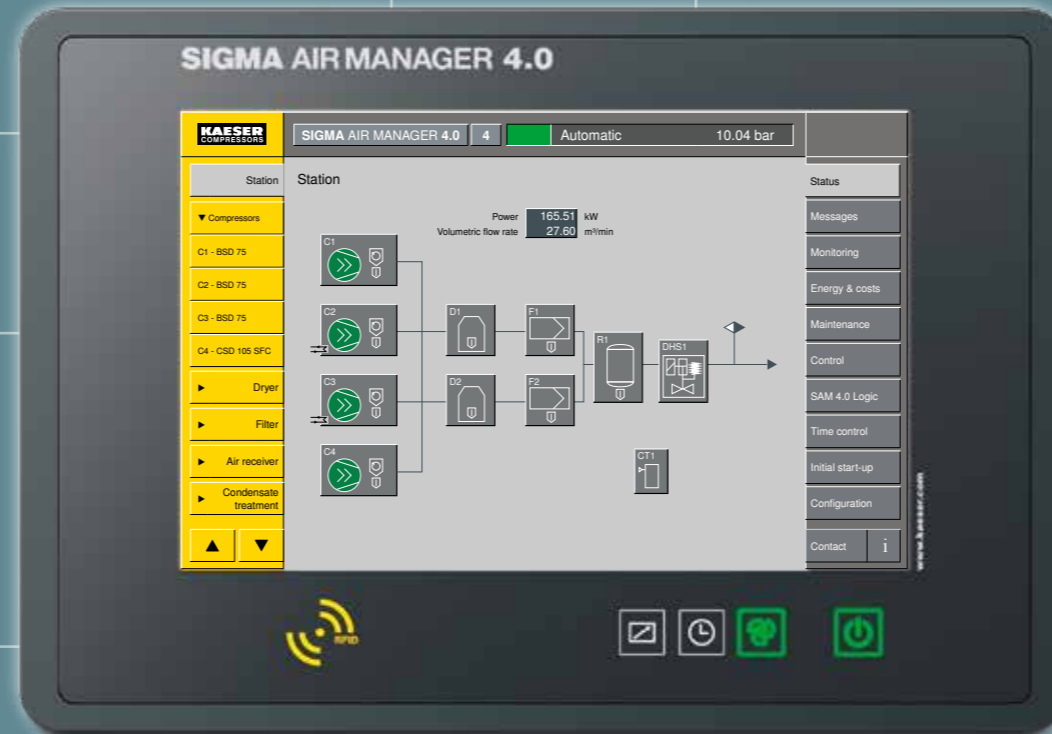 SIGMA AIR MANAGER 4.0
KAESER
COMPRESSORS
SIGMA AIR MANAGER 4.0 4 Automatic 10.04 bar
Station
▼ Compressors
C1 - BSD 75
C2 - BSD 75
C3 - BSD 75
C4 - CSD 105 SFC
► Dryer
► Filter
► Air receiver
► Condensate
treatment
▲ ▼
Station
Power 165.51 kW
Volumetric flow rate 27.60 m³/min
C1
C2
D1
F1
R1
DHS1
C3
D2
F2
C4
CT1
Status
Messages
Monitoring
Energy & costs
Maintenance
Control
SAM 4.0 Logic
Time control
Initial start-up
Configuration
Contact i
www.kaeser.com
RFID